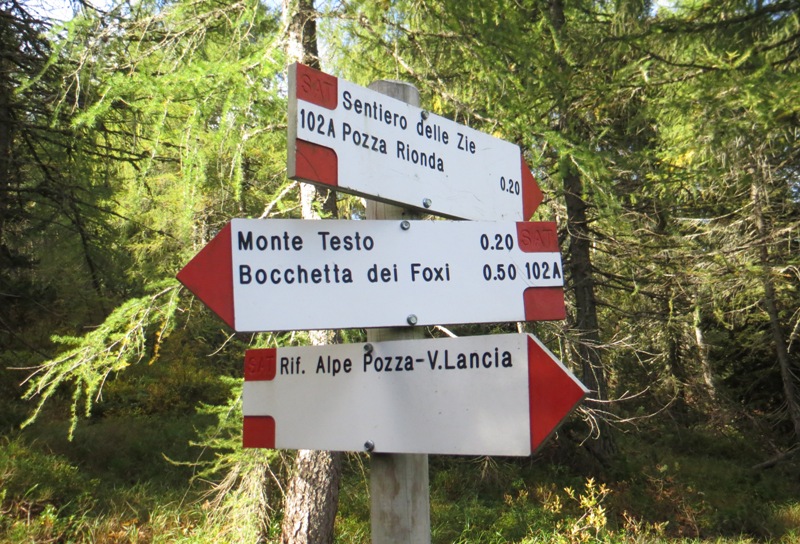 SAT
Sentiero delle Zie
102A Pozza Rionda
0.20
SAT
Monte Testo 0.20
Bocchetta dei Foxi 0.50 102A
SAT
Rif. Alpe Pozza-V.Lancia